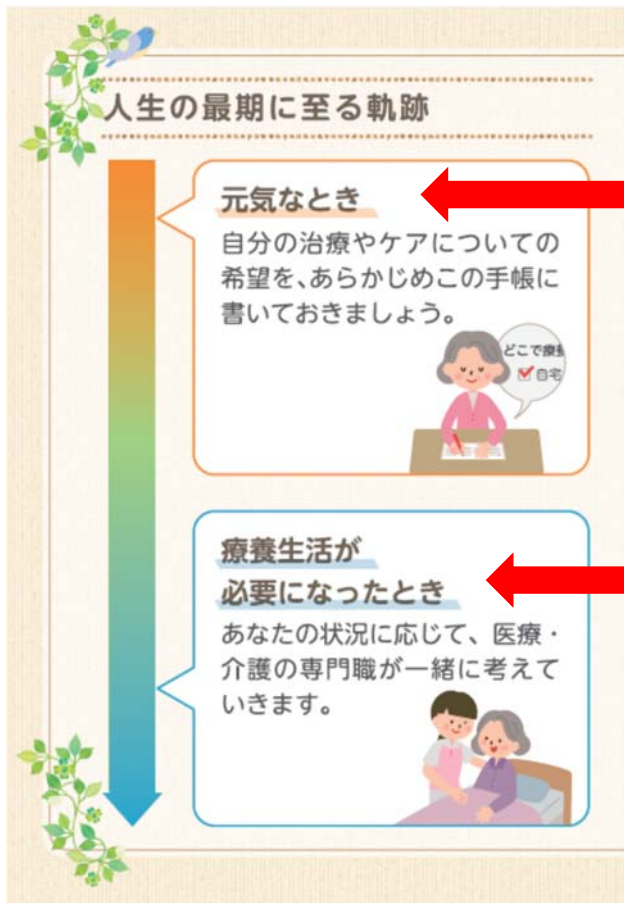 人生の最期に至る軌跡
元気なとき
自分の治療やケアについての
希望を、あらかじめこの手帳に
書いておきましょう。
どこで療
自宅
療養生活が
必要になったとき
あなたの状況に応じて、医療・
介護の専門職が一緒に考えて
いきます。